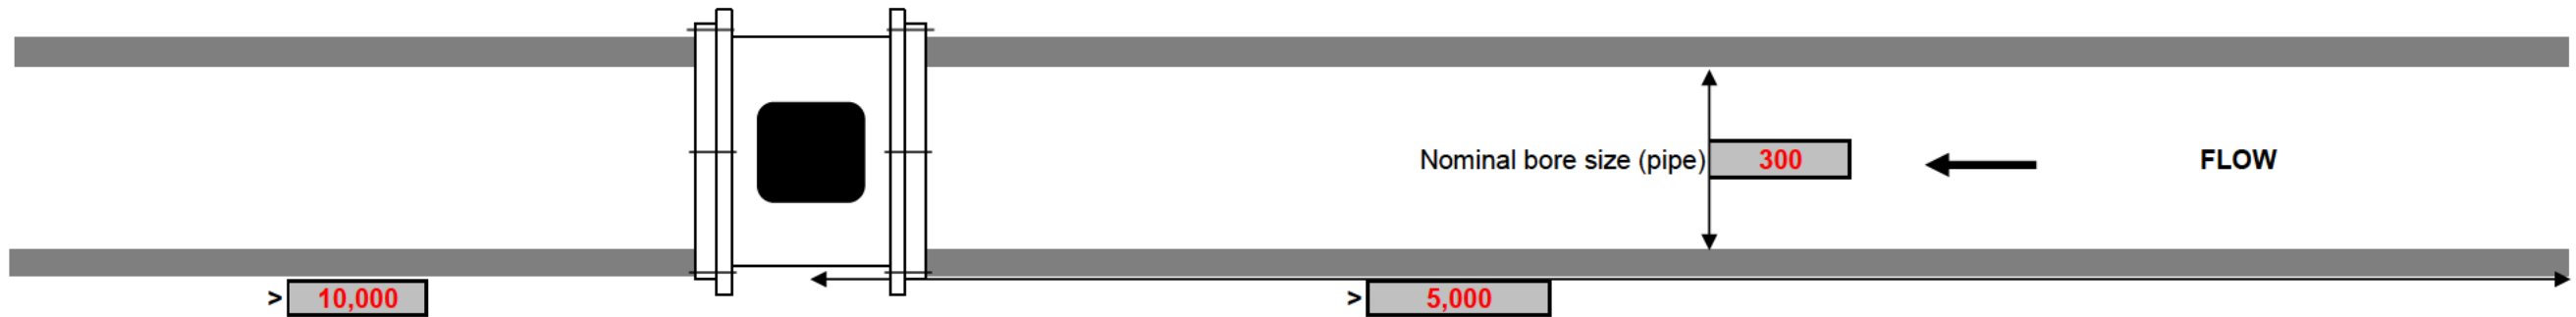 Nominal bore size (pipe) 300 FLOW
> 10,000 > 5,000